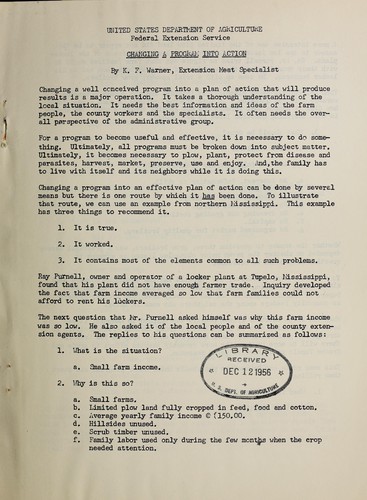 UNITED STATES DEPARTMENT OF AGRICULTURE
Federal Extension Service
CHANGING A PROGRAM INTO ACTION
By K. F. Warner, Extension Meat Specialist
Changing a well conceived program into a plan of action that will produce
results is a major operation. It takes a thorough understanding of the
local situation. It needs the best information and ideas of the farm
people, the county workers and the specialists. It often needs the over-
all perspective of the administrative group.
For a program to become useful and effective, it is necessary to do some-
thing. Ultimately, all programs must be broken down into subject matter.
Ultimately, it becomes necessary to plow, plant, protect from disease and
parasites, harvest, market, preserve, use and enjoy. And, the family has
to live with itself and its neighbors while it is doing this.
Changing a program into an effective plan of action can be done by several
means but there is one route by which it has been done. To illustrate
that route, we can use an example from northern Mississippi. This example
has three things to recommend it.
1. It is true.
2. It worked.
3. It contains most of the elements common to all such problems.
Ray Purnell, owner and operator of a locker plant at Tupelo, Mississippi,
found that his plant did not have enough farmer trade. Inquiry developed
the fact that farm income averaged so low that farm families could not
afford to rent his lockers.
The next question that Mr. Purnell asked himself was why this farm income
was so low. He also asked it of the local people and of the county exten-
sion agents. The replies to his questions can be summarized as follows:
1. What is the situation?
a. Small farm income.
LIBRARY
RECEIVED
DEC 12 1956
U. S. DEPT. OF AGRICULTURE
2. Why is this so?
a. Small farms.
b. Limited plow land fully cropped in feed, food and cotton.
c. Average yearly family income @ $150.00.
d. Hillsides unused.
e. Scrub timber unused.
f. Family labor used only during the few months when the crop
needed attention.